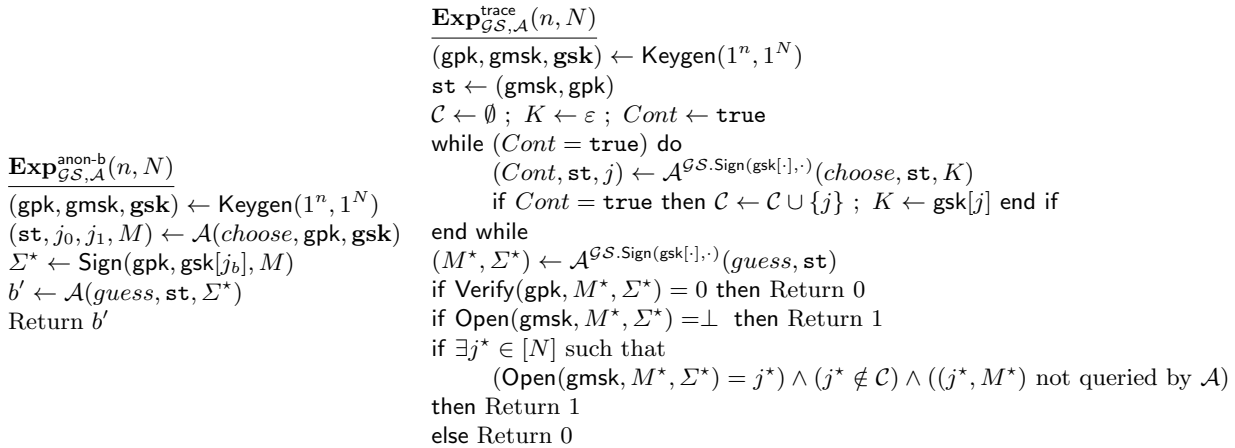 Exp^{anon-b}_{𝒢𝒮,𝒜}(n, N)
(gpk, gmsk, gsk) ← Keygen(1^n, 1^N)
(st, j_0, j_1, M) ← 𝒜(choose, gpk, gsk)
Σ^⋆ ← Sign(gpk, gsk[j_b], M)
b′ ← 𝒜(guess, st, Σ^⋆)
Return b′
Exp^{trace}_{𝒢𝒮,𝒜}(n, N)
(gpk, gmsk, gsk) ← Keygen(1^n, 1^N)
st ← (gmsk, gpk)
𝒞 ← ∅ ; K ← ε ; Cont ← true
while (Cont = true) do
(Cont, st, j) ← 𝒜^{𝒢𝒮.Sign(gsk[·],·)}(choose, st, K)
if Cont = true then 𝒞 ← 𝒞 ∪ {j} ; K ← gsk[j] end if
end while
(M^⋆, Σ^⋆) ← 𝒜^{𝒢𝒮.Sign(gsk[·],·)}(guess, st)
if Verify(gpk, M^⋆, Σ^⋆) = 0 then Return 0
if Open(gmsk, M^⋆, Σ^⋆) =⊥ then Return 1
if ∃j^⋆ ∈ [N] such that
(Open(gmsk, M^⋆, Σ^⋆) = j^⋆) ∧ (j^⋆ ∉ 𝒞) ∧ ((j^⋆, M^⋆) not queried by 𝒜)
then Return 1
else Return 0